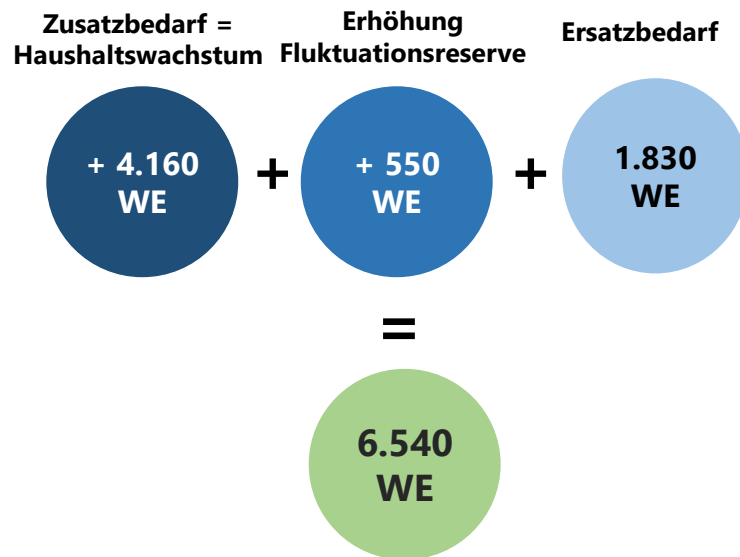 Zusatzbedarf =
Haushaltswachstum
Erhöhung
Fluktuationsreserve
Ersatzbedarf
+ 4.160
WE
+
+ 550
WE
+
1.830
WE
=
6.540
WE